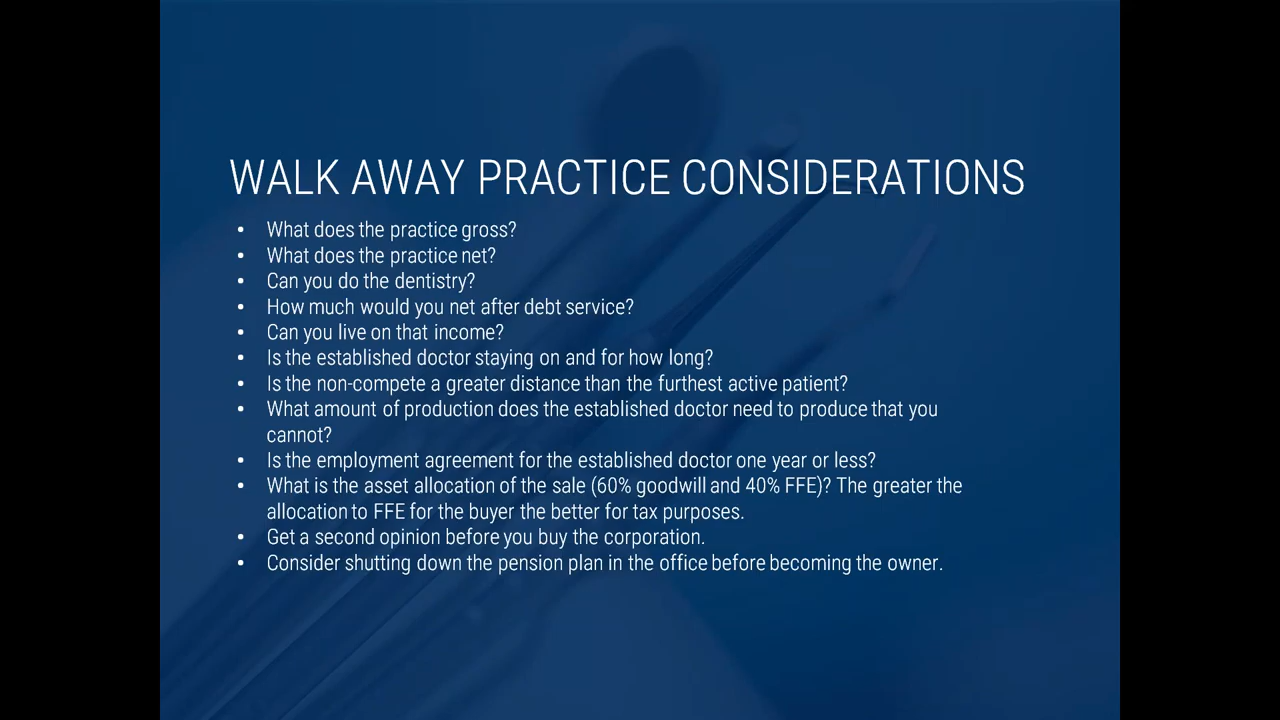 WALK AWAY PRACTICE CONSIDERATIONS
• What does the practice gross?
• What does the practice net?
• Can you do the dentistry?
• How much would you net after debt service?
• Can you live on that income?
• Is the established doctor staying on and for how long?
• Is the non-compete a greater distance than the furthest active patient?
• What amount of production does the established doctor need to produce that you
cannot?
• Is the employment agreement for the established doctor one year or less?
• What is the asset allocation of the sale (60% goodwill and 40% FFE)? The greater the
allocation to FFE for the buyer the better for tax purposes.
• Get a second opinion before you buy the corporation.
• Consider shutting down the pension plan in the office before becoming the owner.